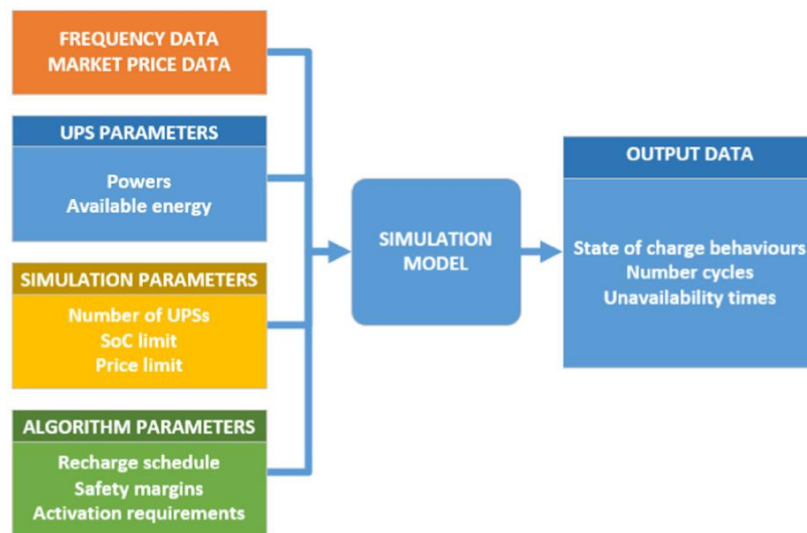 FREQUENCY DATA
MARKET PRICE DATA
UPS PARAMETERS
Powers
Available energy
SIMULATION PARAMETERS
Number of UPSs
SoC limit
Price limit
ALGORITHM PARAMETERS
Recharge schedule
Safety margins
Activation requirements
SIMULATION
MODEL
OUTPUT DATA
State of charge behaviours
Number cycles
Unavailability times